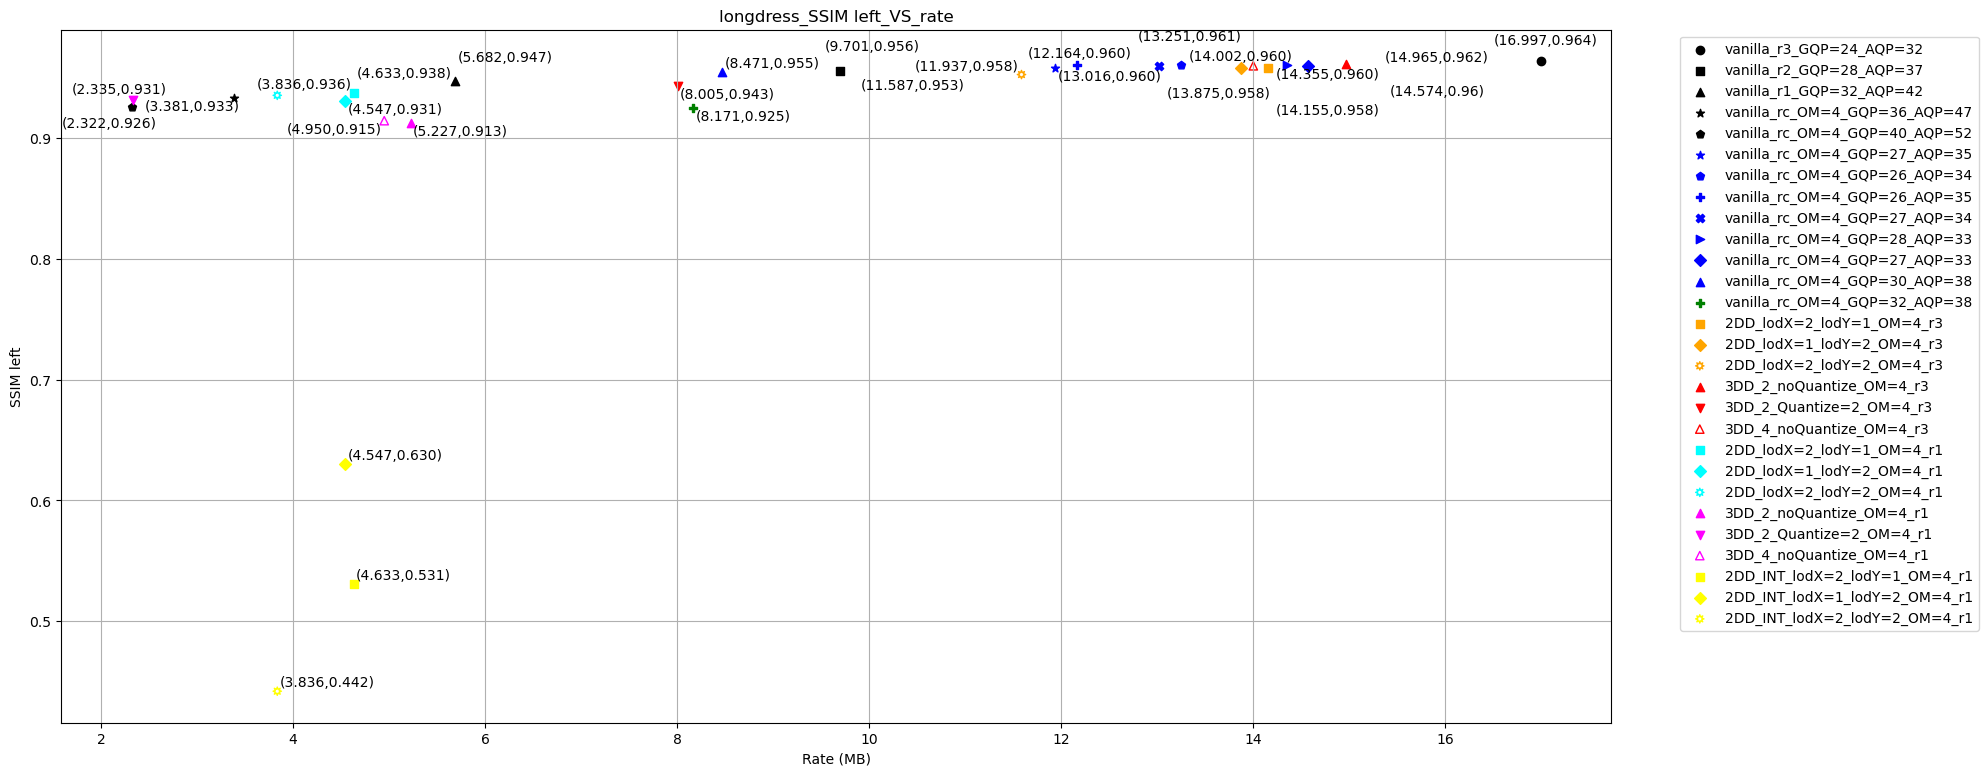 longdress_SSIM left_VS_rate
SSIM left
0.9
0.8
0.7
0.6
0.5
(2.335,0.931)
(2.322,0.926)
(3.381,0.933)
(3.836,0.936)
(4.633,0.938)
(4.547,0.931)
(4.950,0.915)
(5.227,0.913)
(5.682,0.947)
(8.471,0.955)
(8.005,0.943)
(8.171,0.925)
(9.701,0.956)
(11.587,0.953)
(11.937,0.958)
(12.164,0.960)
(13.016,0.960)
(13.251,0.961)
(14.002,0.960)
(13.875,0.958)
(14.355,0.960)
(14.155,0.958)
(14.965,0.962)
(14.574,0.96)
(16.997,0.964)
(4.547,0.630)
(4.633,0.531)
(3.836,0.442)
2
4
6
8
10
12
14
16
Rate (MB)
vanilla_r3_GQP=24_AQP=32
vanilla_r2_GQP=28_AQP=37
vanilla_r1_GQP=32_AQP=42
vanilla_rc_OM=4_GQP=36_AQP=47
vanilla_rc_OM=4_GQP=40_AQP=52
vanilla_rc_OM=4_GQP=27_AQP=35
vanilla_rc_OM=4_GQP=26_AQP=34
vanilla_rc_OM=4_GQP=26_AQP=35
vanilla_rc_OM=4_GQP=27_AQP=34
vanilla_rc_OM=4_GQP=28_AQP=33
vanilla_rc_OM=4_GQP=27_AQP=33
vanilla_rc_OM=4_GQP=30_AQP=38
vanilla_rc_OM=4_GQP=32_AQP=38
2DD_lodX=2_lodY=1_OM=4_r3
2DD_lodX=1_lodY=2_OM=4_r3
2DD_lodX=2_lodY=2_OM=4_r3
3DD_2_noQuantize_OM=4_r3
3DD_2_Quantize=2_OM=4_r3
3DD_4_noQuantize_OM=4_r3
2DD_lodX=2_lodY=1_OM=4_r1
2DD_lodX=1_lodY=2_OM=4_r1
2DD_lodX=2_lodY=2_OM=4_r1
3DD_2_noQuantize_OM=4_r1
3DD_2_Quantize=2_OM=4_r1
3DD_4_noQuantize_OM=4_r1
2DD_INT_lodX=2_lodY=1_OM=4_r1
2DD_INT_lodX=1_lodY=2_OM=4_r1
2DD_INT_lodX=2_lodY=2_OM=4_r1